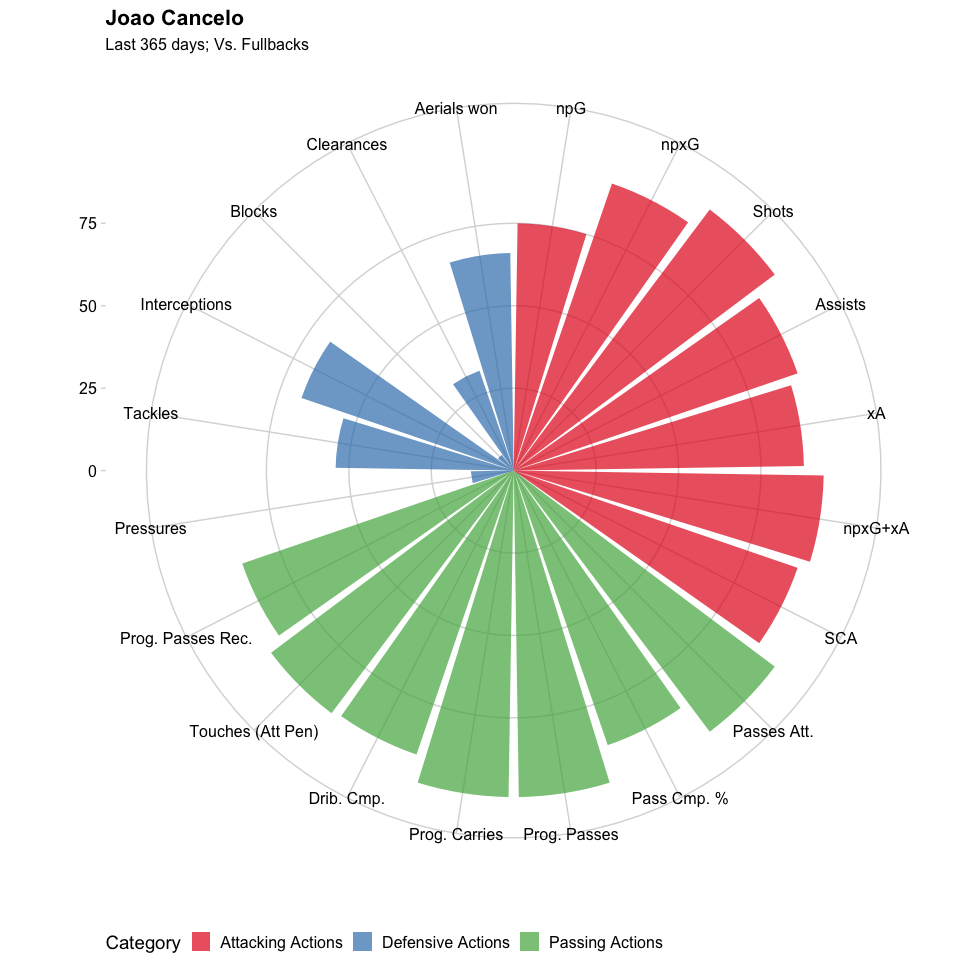 Joao Cancelo
Last 365 days; Vs. Fullbacks
Aerials won
npG
Clearances
npxG
Blocks
Shots
75
Interceptions
50
Assists
25
Tackles
xA
0
Pressures
npxG+xA
Prog. Passes Rec.
SCA
Touches (Att Pen)
Passes Att.
Drib. Cmp.
Pass Cmp. %
Prog. Carries
Prog. Passes
Category Attacking Actions Defensive Actions Passing Actions